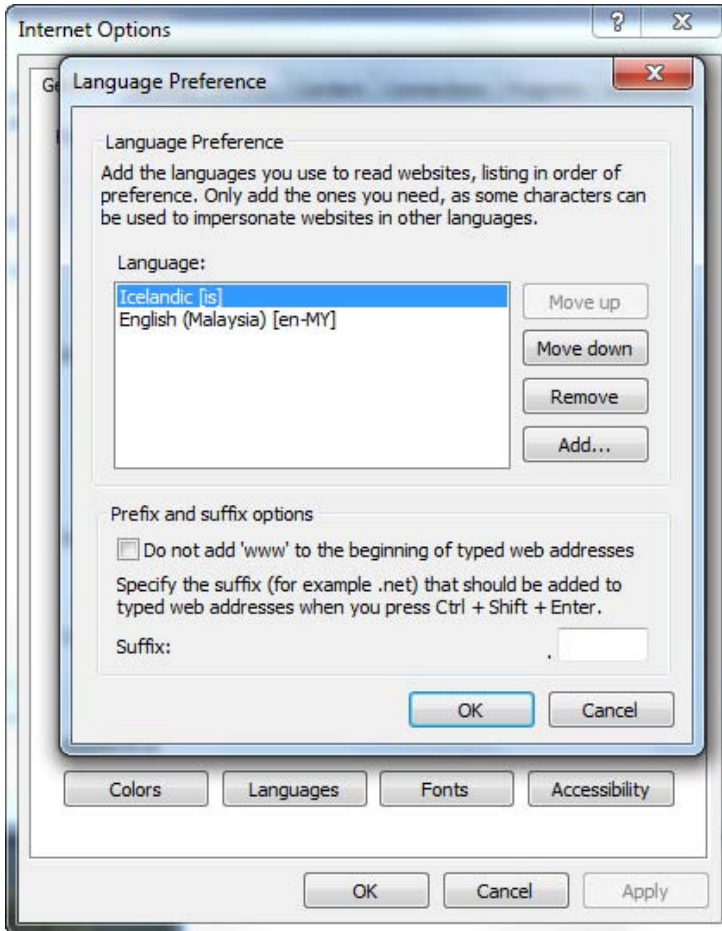 Internet Options
Language Preference
Language Preference
Add the languages you use to read websites, listing in order of
preference. Only add the ones you need, as some characters can
be used to impersonate websites in other languages.
Language:
Icelandic [is]
English (Malaysia) [en-MY]
Move up
Move down
Remove
Add...
Prefix and suffix options
Do not add 'www' to the beginning of typed web addresses
Specify the suffix (for example .net) that should be added to
typed web addresses when you press Ctrl + Shift + Enter.
Suffix: .
OK Cancel
Colors Languages Fonts Accessibility
OK Cancel Apply